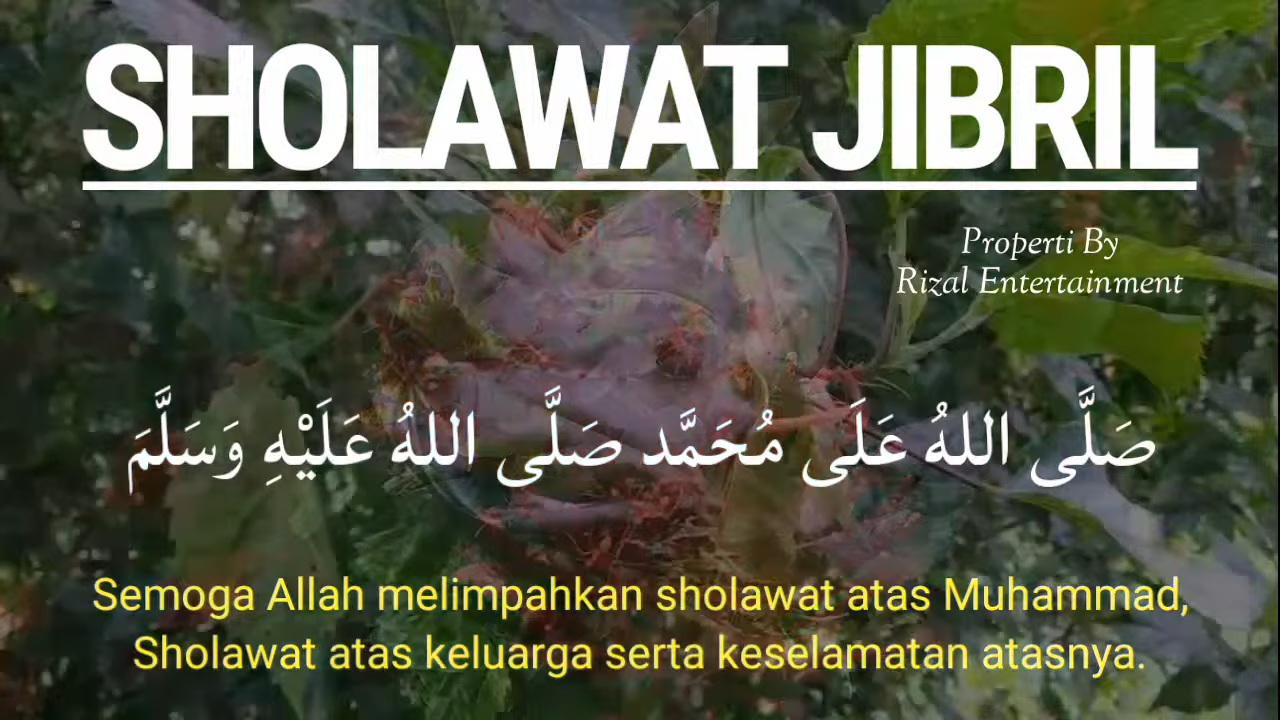 SHOLAWAT JIBRIL
Properti By
Rizal Entertainment
صَلَّى اللهُ عَلَى مُحَمَّد صَلَّى اللهُ عَلَيْهِ وَسَلَّمَ
Semoga Allah melimpahkan sholawat atas Muhammad,
Sholawat atas keluarga serta keselamatan atasnya.